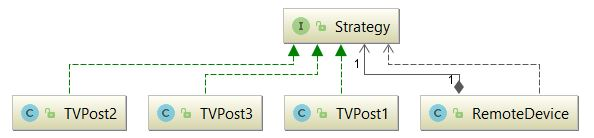 I Strategy
1
1
C TVPost2 C TVPost3 C TVPost1 C RemoteDevice